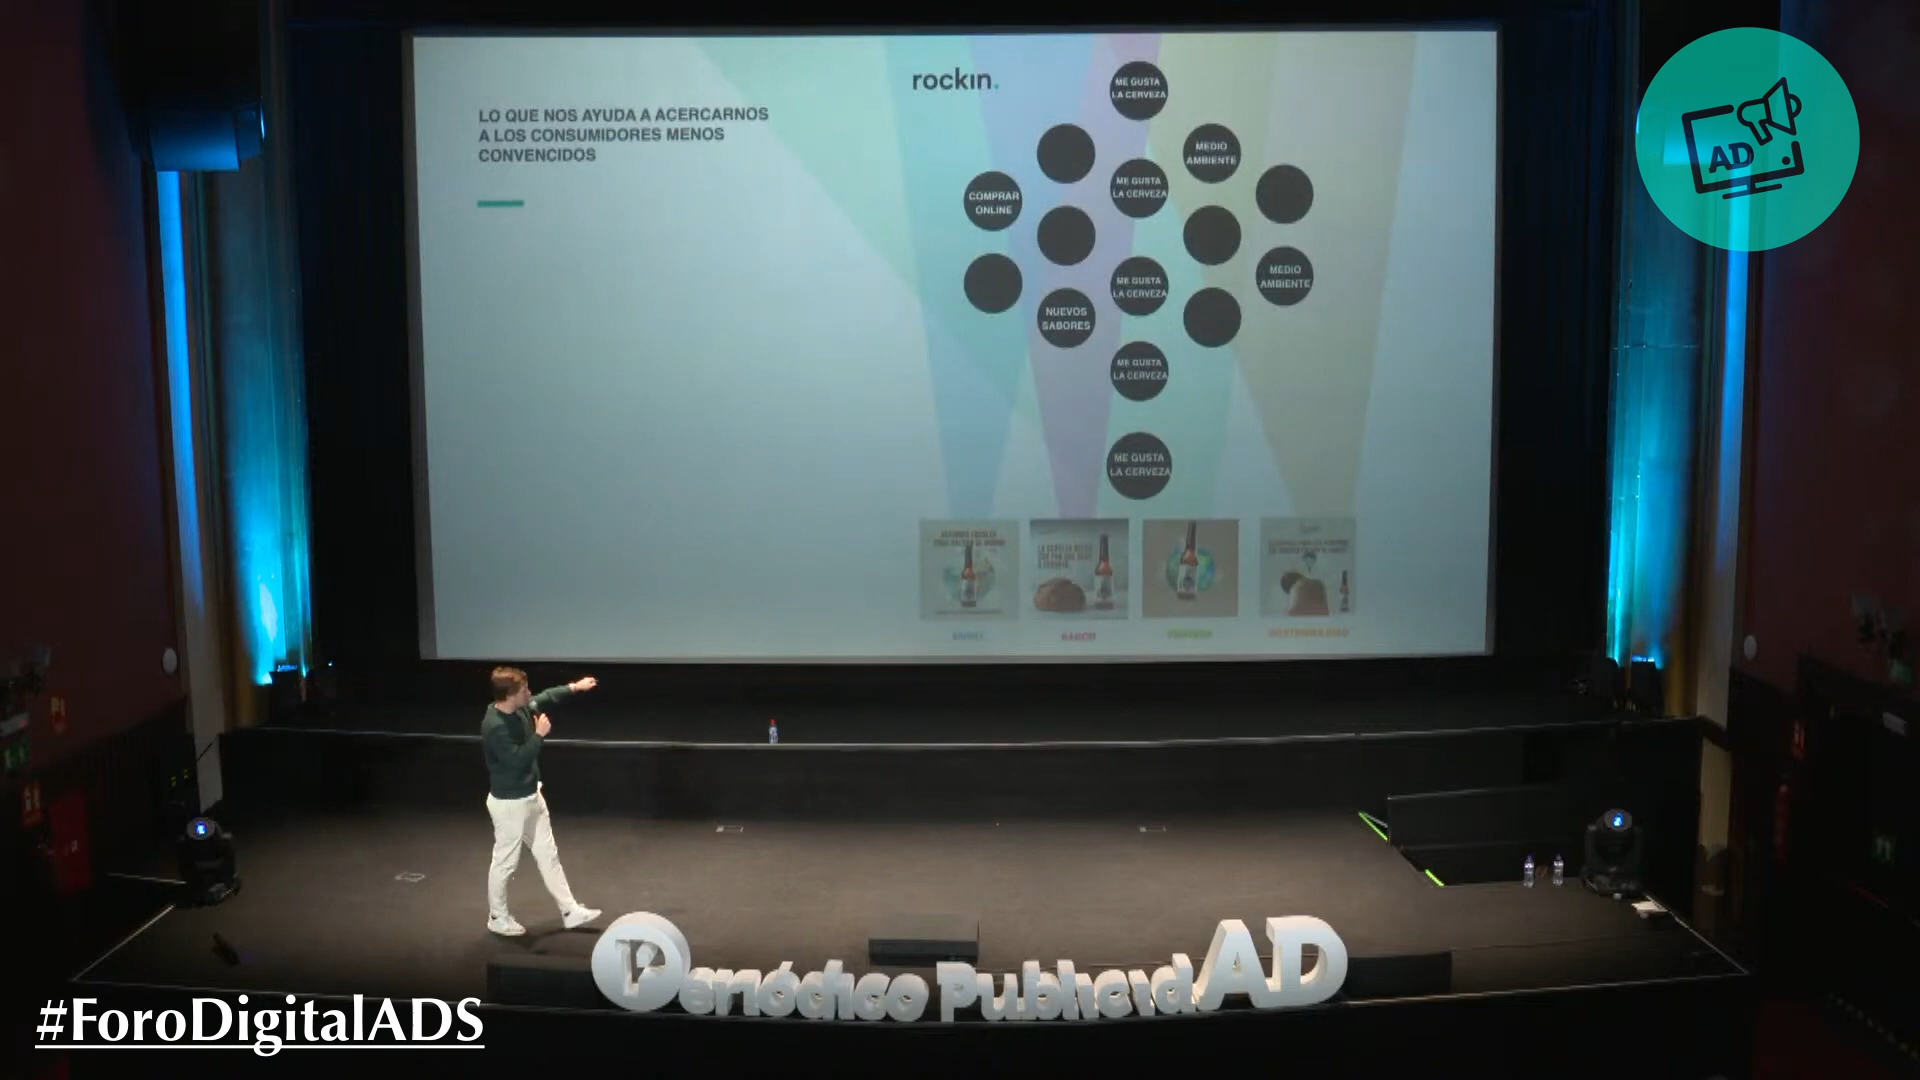 LO QUE NOS AYUDA A ACERCARNOS
A LOS CONSUMIDORES MENOS
CONVENCIDOS
rockin.
ME GUSTA
LA CERVEZA
MEDIO
AMBIENTE
COMPRAR
ONLINE
ME GUSTA
LA CERVEZA
MEDIO
AMBIENTE
NUEVOS
SABORES
ME GUSTA
LA CERVEZA
ME GUSTA
LA CERVEZA
ME GUSTA
LA CERVEZA
SABOR
AD
Periódico PublicidAD
#ForoDigitalADS